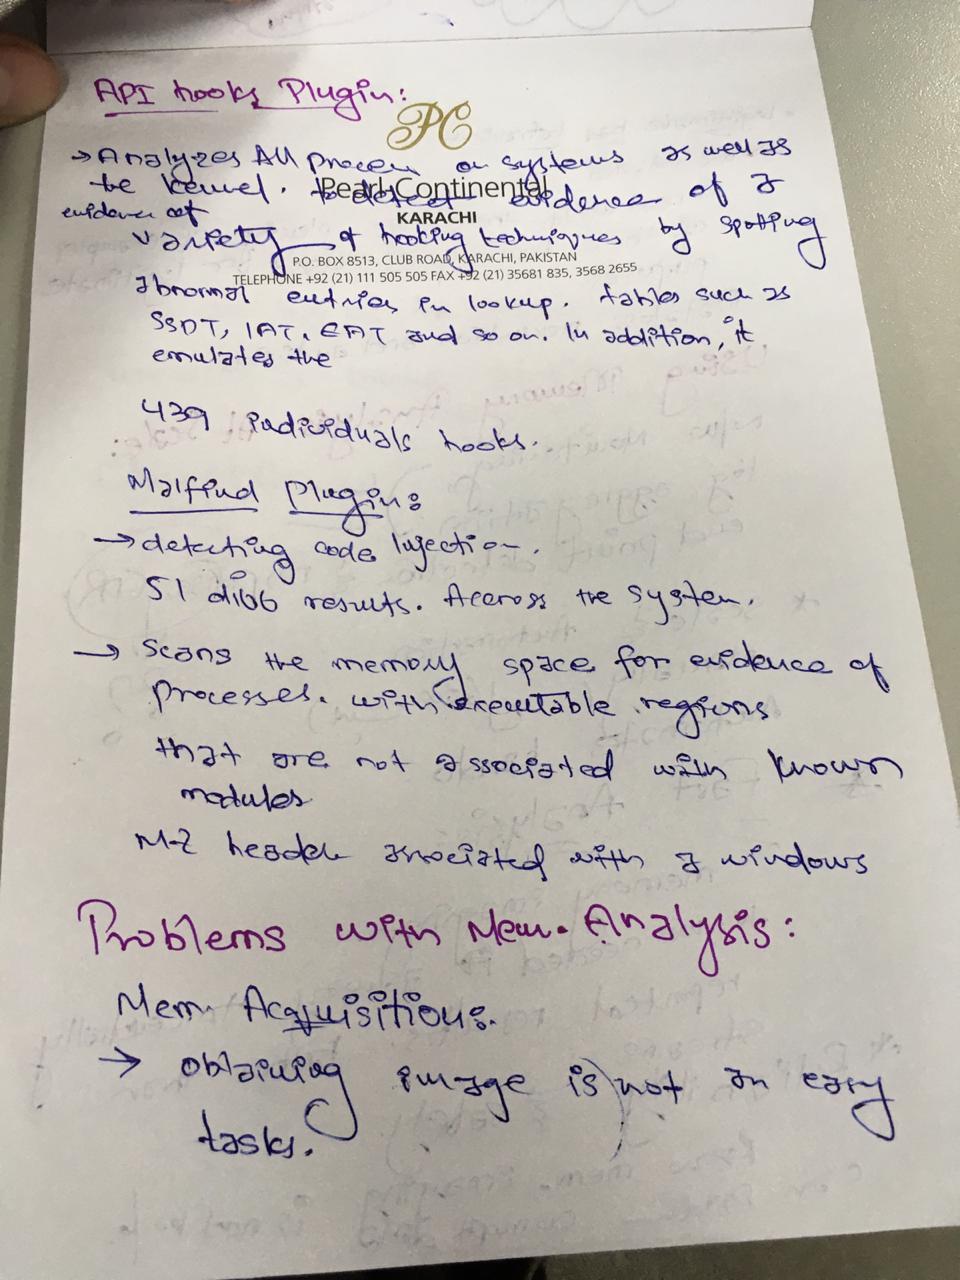 API hooks Plugin:
PC
→ Analyzes All process on systems as well as
the kernel. to detect evidence of a
Pearl Continental
KARACHI
evidence of
variety of hooking techniques by spotting
P.O. BOX 8513, CLUB ROAD, KARACHI, PAKISTAN
TELEPHONE +92 (21) 111 505 505 FAX +92 (21) 35681 835, 3568 2655
abnormal entries in lookup. tables such as
SSDT, IAT, EAT and so on. In addition, it
emulates the
439 individuals hooks.
Malfind Plugin:
→ detecting code Injection.
51 results. Accross the system.
→ Scans the memory space for evidence of
processes. with executable regions
that are not associated with known
modules
M-Z header associated with a windows
Problems with Mem. Analysis:
Mem. Acquisitions.
→ obtaining image is not an easy
tasks.